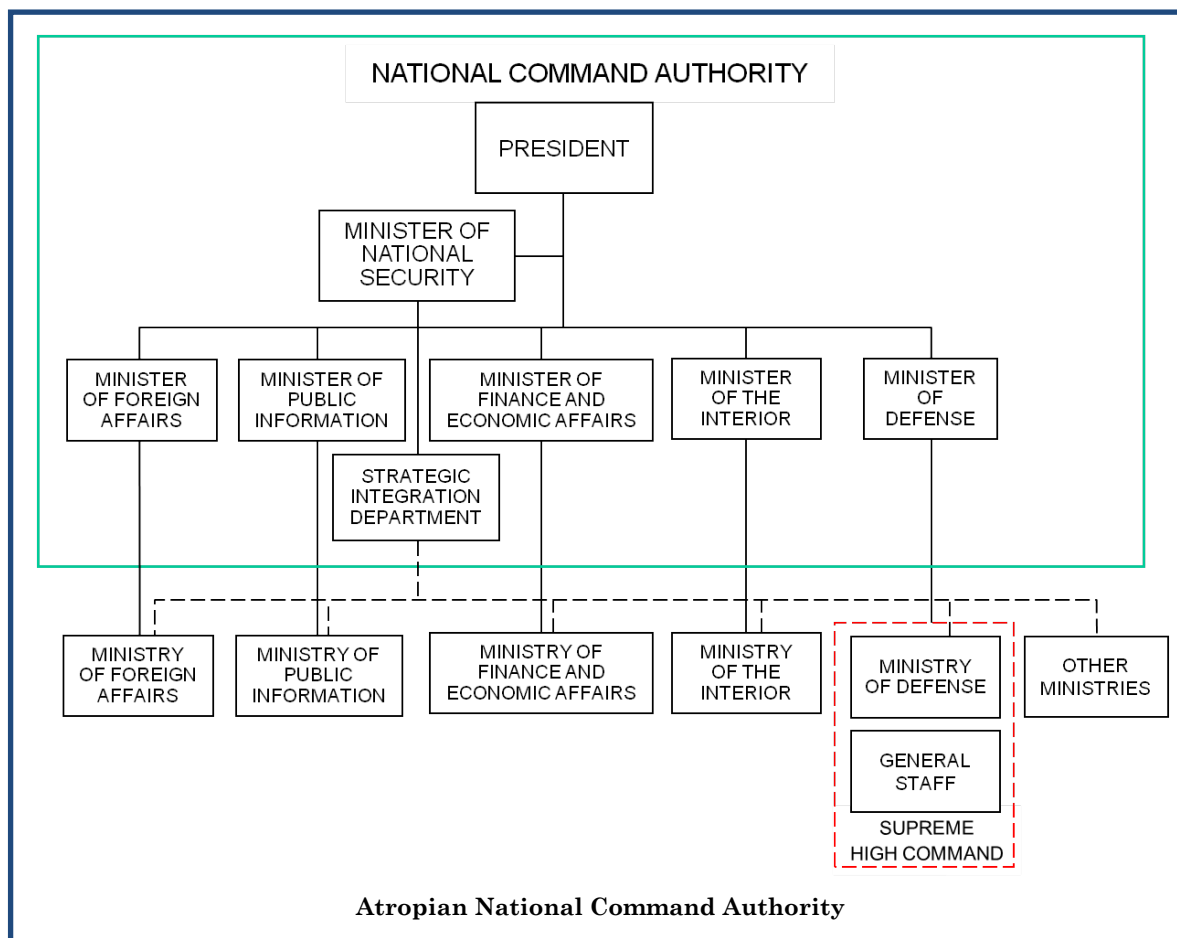 NATIONAL COMMAND AUTHORITY
PRESIDENT
MINISTER OF
NATIONAL
SECURITY
MINISTER
OF FOREIGN
AFFAIRS
MINISTER OF
PUBLIC
INFORMATION
MINISTER OF
FINANCE AND
ECONOMIC AFFAIRS
MINISTER
OF THE
INTERIOR
MINISTER
OF
DEFENSE
STRATEGIC
INTEGRATION
DEPARTMENT
MINISTRY
OF FOREIGN
AFFAIRS
MINISTRY OF
PUBLIC
INFORMATION
MINISTRY OF
FINANCE AND
ECONOMIC AFFAIRS
MINISTRY
OF THE
INTERIOR
MINISTRY
OF DEFENSE
OTHER
MINISTRIES
GENERAL
STAFF
SUPREME
HIGH COMMAND
Atropian National Command Authority